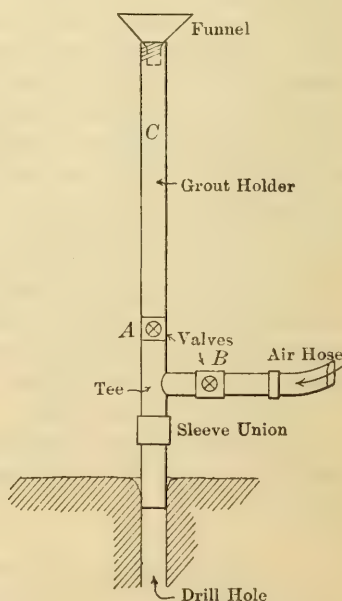 Funnel
C
Grout Holder
A
Valves
B
Air Hose
Tee
Sleeve Union
Drill Hole